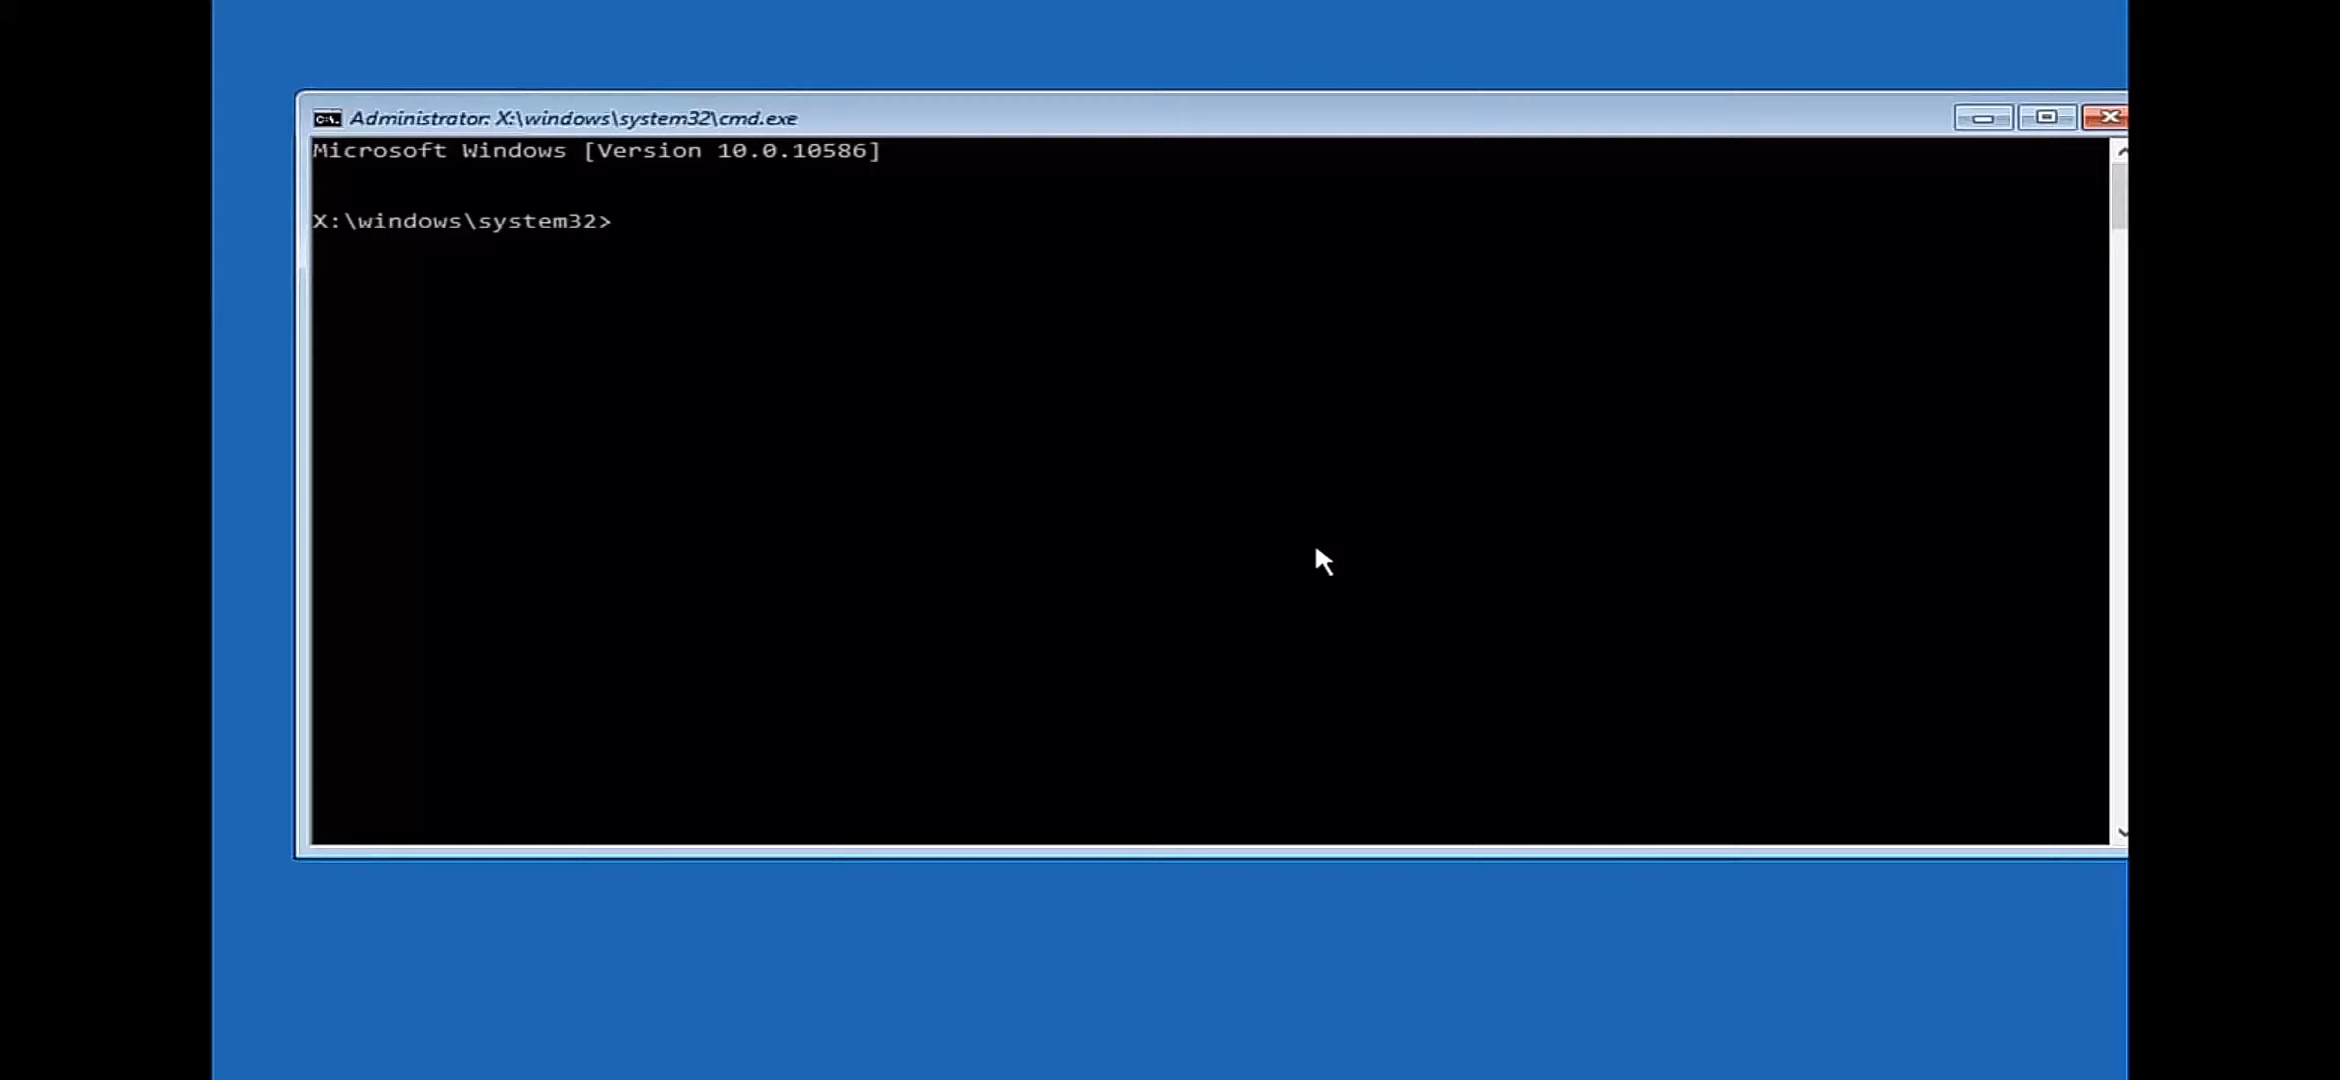 Administrator: X:\windows\system32\cmd.exe
Microsoft Windows [Version 10.0.10586]
X:\windows\system32>